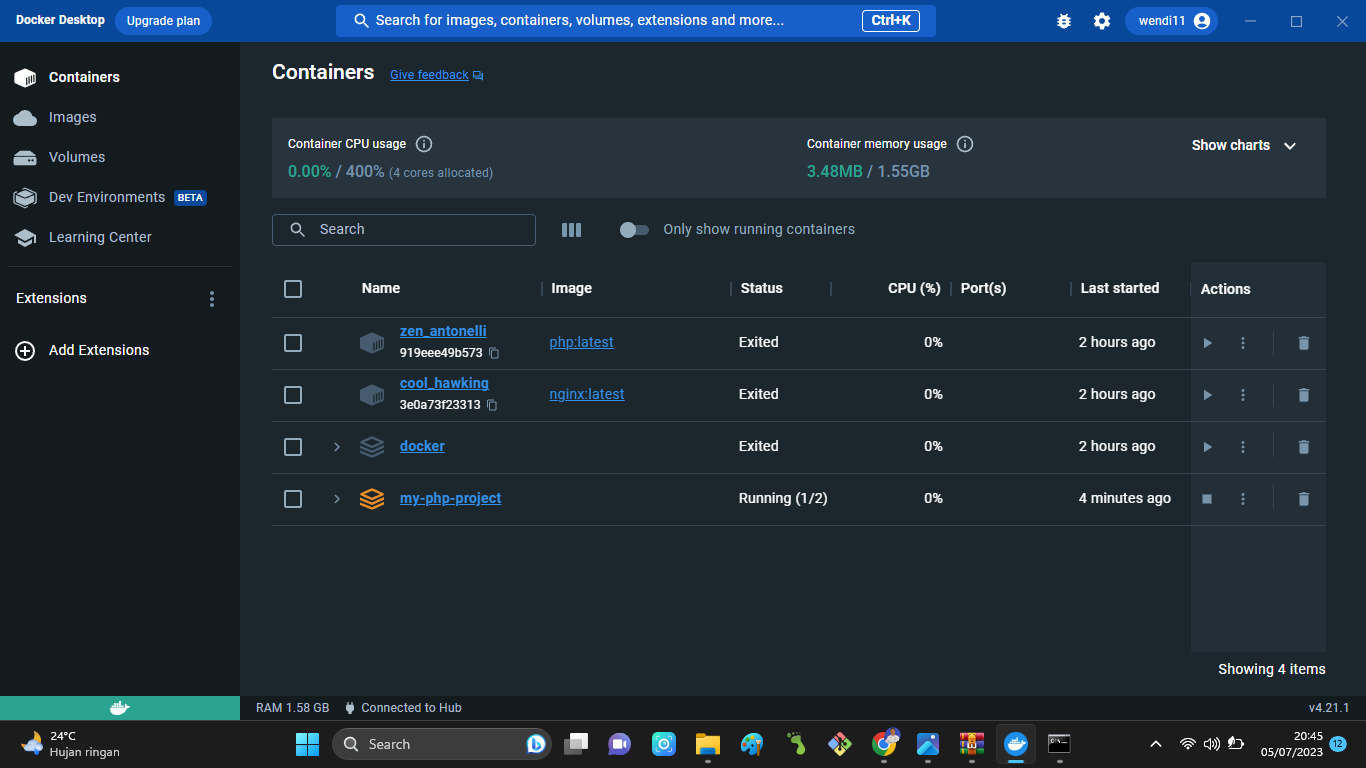 Docker Desktop
Upgrade plan
Search for images, containers, volumes, extensions and more...
Ctrl+K
wendi11
Containers
Images
Volumes
Dev Environments BETA
Learning Center
Extensions
Add Extensions
Containers
Give feedback
Container CPU usage
0.00% / 400% (4 cores allocated)
Container memory usage
3.48MB / 1.55GB
Show charts
Search
Only show running containers
Name Image Status CPU (%) Port(s) Last started Actions
zen_antonelli
919eee49b573
php:latest Exited 0% 2 hours ago
cool_hawking
3e0a73f23313
nginx:latest Exited 0% 2 hours ago
docker Exited 0% 2 hours ago
my-php-project Running (1/2) 0% 4 minutes ago
Showing 4 items
RAM 1.58 GB Connected to Hub v4.21.1
24°C
Hujan ringan
Search
20:45
05/07/2023
12